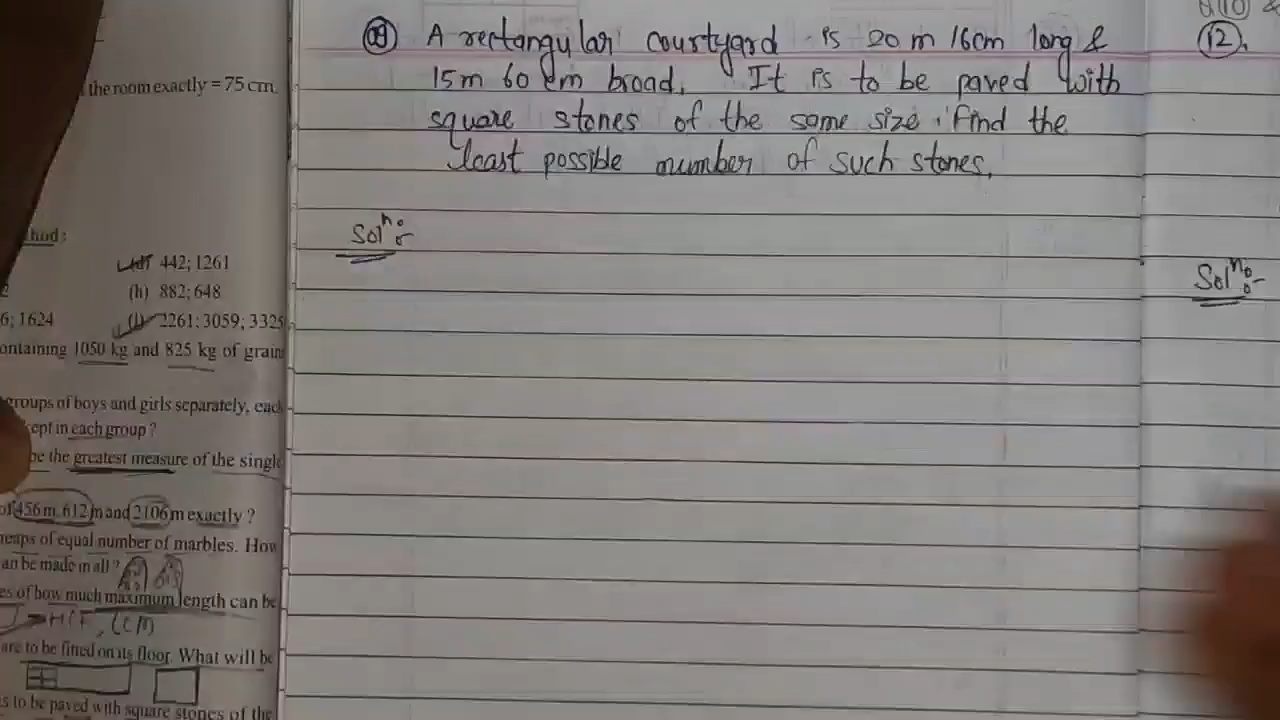 the room exactly = 75 cm.
hod :
(d) 442; 1261
(h) 882; 648
6; 1624
(l) 2261; 3059; 3325
ontaining 1050 kg and 825 kg of grain
groups of boys and girls separately, each
kept in each group ?
be the greatest measure of the single
of 456 m, 612 m and 2106 m exactly ?
heaps of equal number of marbles. How
an be made in all ?
es of how much maximum length can be
HCF, LCM
are to be fitted on its floor. What will be
s to be paved with square stones of the
A rectangular courtyard is 20 m 16cm long &
15m 60 cm broad. It is to be paved with
square stones of the same size. Find the
least possible number of such stones.
Solⁿ:-
(12).
Solⁿ:-